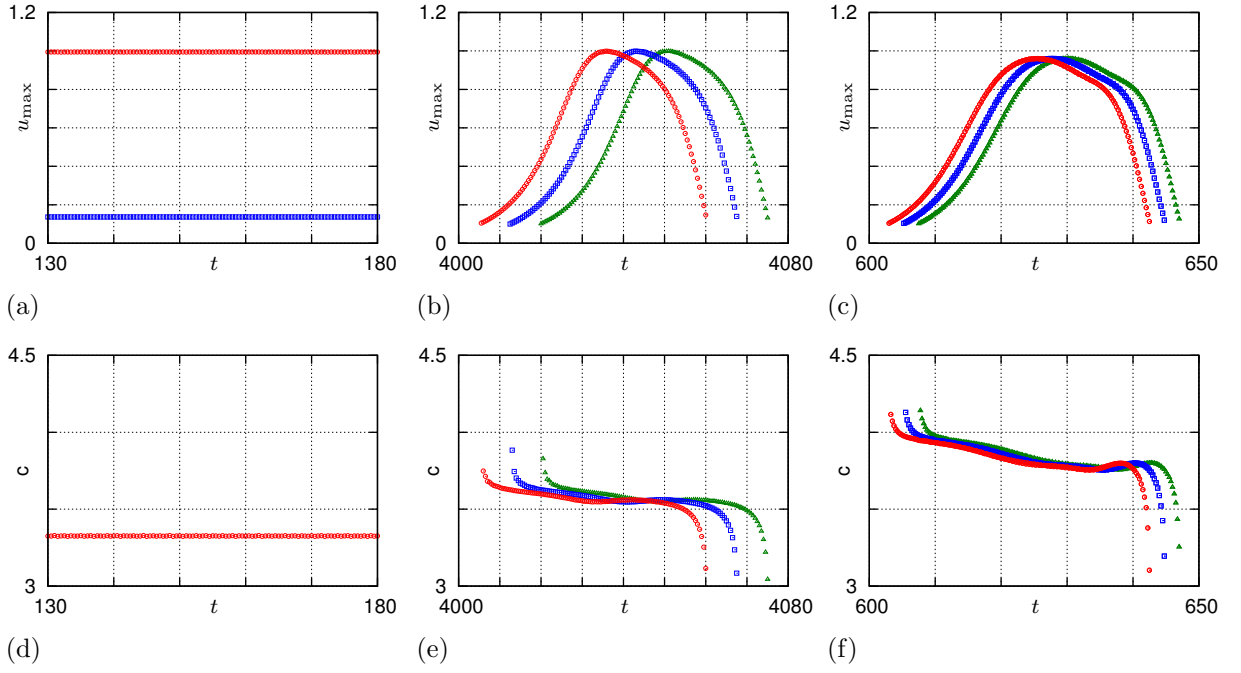 1.2 1.2 1.2
u_max u_max u_max
0 0 0
130 t 180 4000 t 4080 600 t 650
(a) (b) (c)
4.5 4.5 4.5
c c c
3 3 3
130 t 180 4000 t 4080 600 t 650
(d) (e) (f)